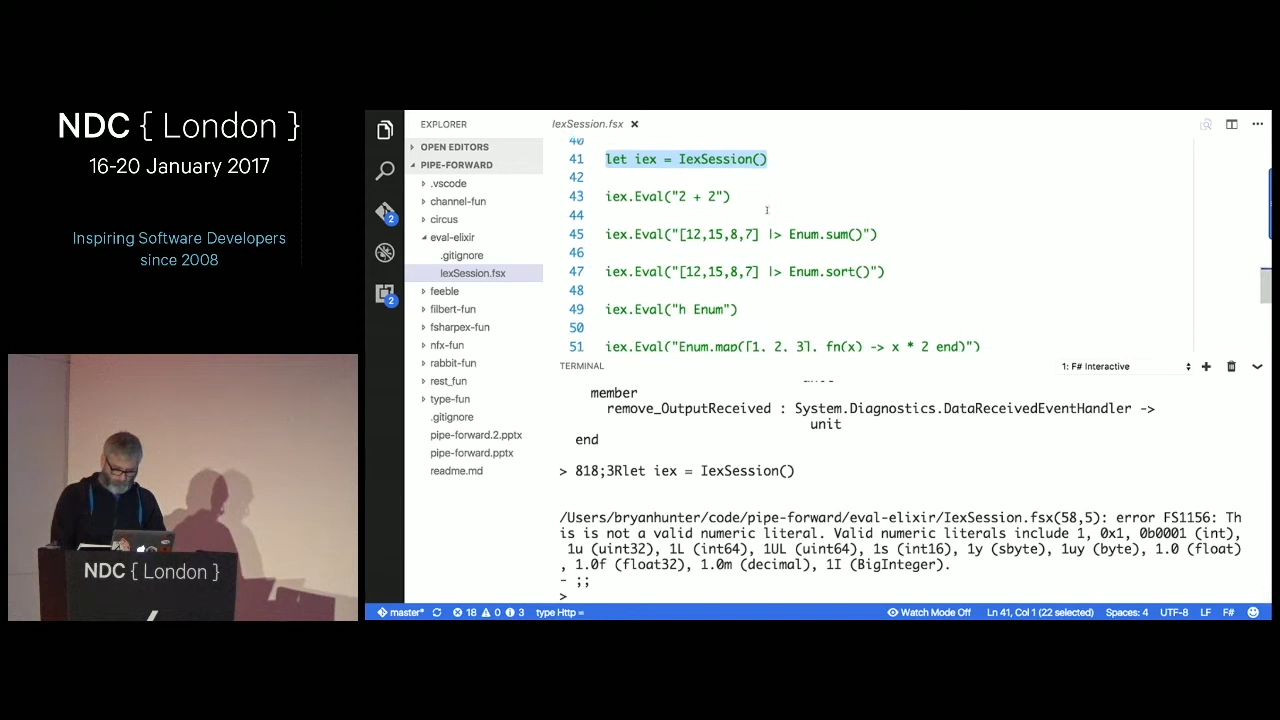 NDC { London }
16-20 January 2017
Inspiring Software Developers
since 2008
NDC { London }
EXPLORER
OPEN EDITORS
PIPE-FORWARD
.vscode
channel-fun
circus
eval-elixir
.gitignore
IexSession.fsx
feeble
filbert-fun
fsharpex-fun
nfx-fun
rabbit-fun
rest_fun
type-fun
.gitignore
pipe-forward.2.pptx
pipe-forward.pptx
readme.md
2
2
IexSession.fsx
40
41 let iex = IexSession()
42
43 iex.Eval("2 + 2")
44
45 iex.Eval("[12,15,8,7] |> Enum.sum()")
46
47 iex.Eval("[12,15,8,7] |> Enum.sort()")
48
49 iex.Eval("h Enum")
50
51 iex.Eval("Enum.map([1, 2, 3], fn(x) -> x * 2 end)")
TERMINAL
1: F# Interactive
unit
member
remove_OutputReceived : System.Diagnostics.DataReceivedEventHandler ->
unit
end
> 818;3Rlet iex = IexSession()
/Users/bryanhunter/code/pipe-forward/eval-elixir/IexSession.fsx(58,5): error FS1156: Th
is is not a valid numeric literal. Valid numeric literals include 1, 0x1, 0b0001 (int),
1u (uint32), 1L (int64), 1UL (uint64), 1s (int16), 1y (sbyte), 1uy (byte), 1.0 (float)
, 1.0f (float32), 1.0m (decimal), 1I (BigInteger).
- ;;
>
master* 18 0 3 type Http = Watch Mode Off Ln 41, Col 1 (22 selected) Spaces: 4 UTF-8 LF F#